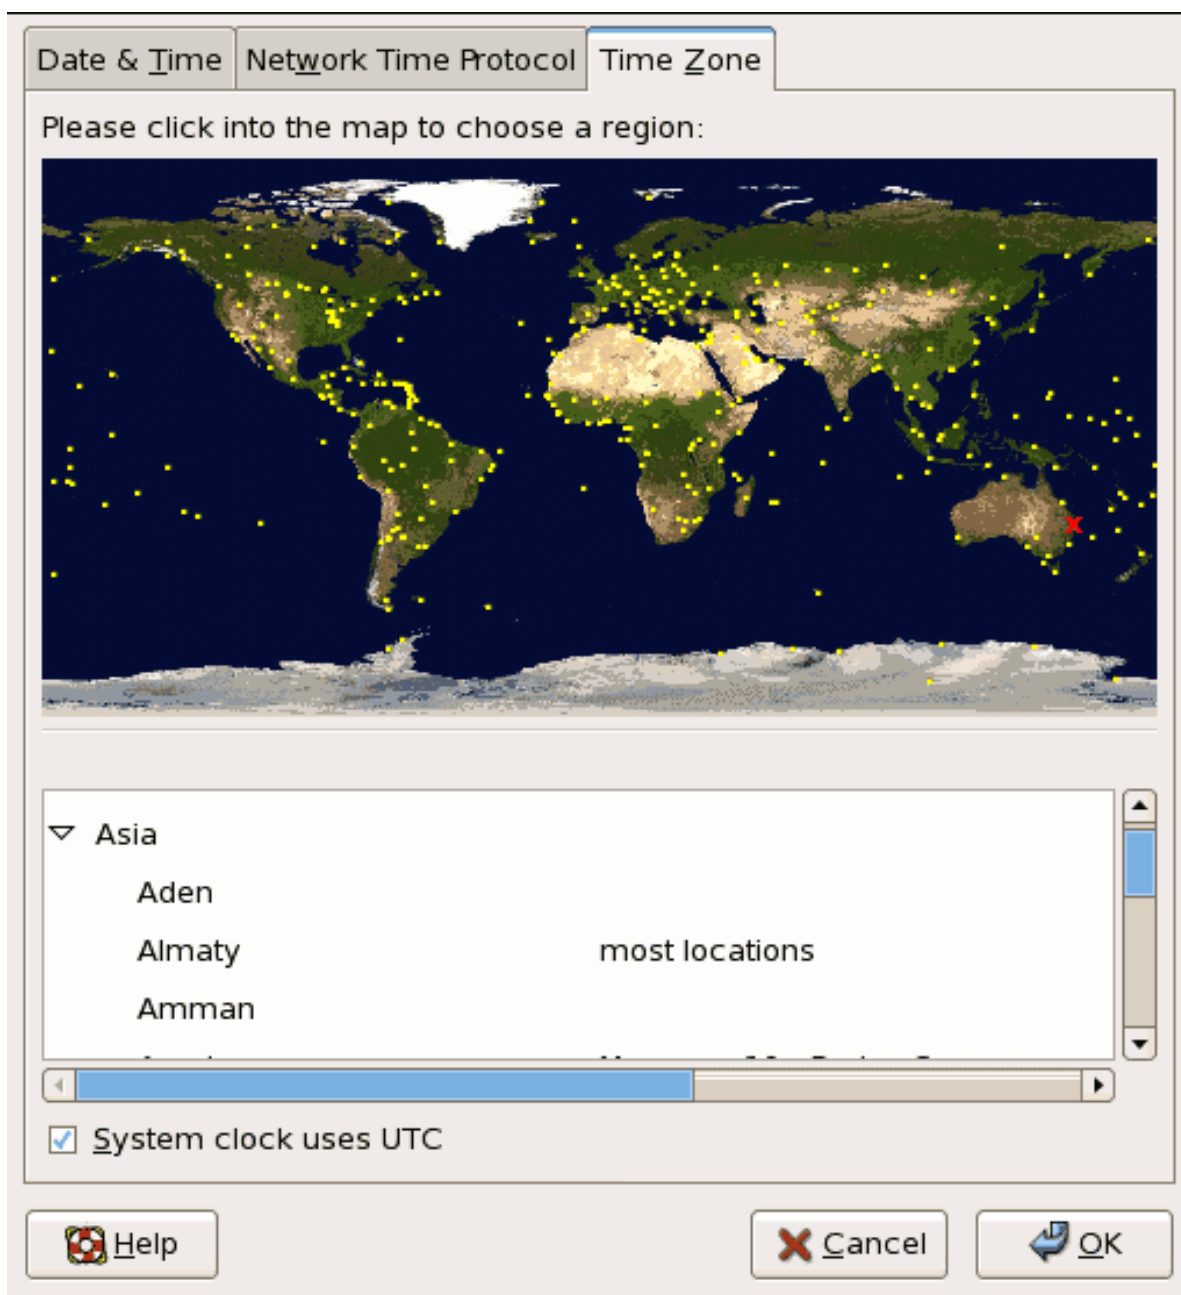 Date & Time
Network Time Protocol
Time Zone
Please click into the map to choose a region:
Asia
Aden
Almaty most locations
Amman
System clock uses UTC
Help
Cancel
OK